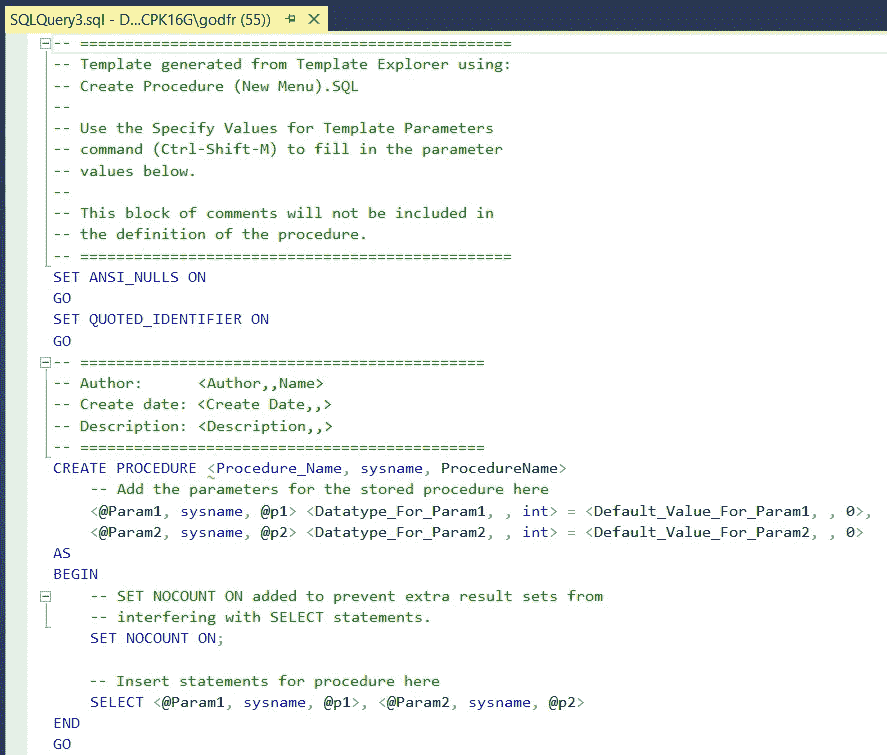 SQLQuery3.sql - D...CPK16G\godfr (55))
-- ================================================
-- Template generated from Template Explorer using:
-- Create Procedure (New Menu).SQL
--
-- Use the Specify Values for Template Parameters
-- command (Ctrl-Shift-M) to fill in the parameter
-- values below.
--
-- This block of comments will not be included in
-- the definition of the procedure.
-- ================================================
SET ANSI_NULLS ON
GO
SET QUOTED_IDENTIFIER ON
GO
-- =============================================
-- Author:      <Author,,Name>
-- Create date: <Create Date,,>
-- Description: <Description,,>
-- =============================================
CREATE PROCEDURE <Procedure_Name, sysname, ProcedureName>
    -- Add the parameters for the stored procedure here
    <@Param1, sysname, @p1> <Datatype_For_Param1, , int> = <Default_Value_For_Param1, , 0>,
    <@Param2, sysname, @p2> <Datatype_For_Param2, , int> = <Default_Value_For_Param2, , 0>
AS
BEGIN
    -- SET NOCOUNT ON added to prevent extra result sets from
    -- interfering with SELECT statements.
    SET NOCOUNT ON;

    -- Insert statements for procedure here
    SELECT <@Param1, sysname, @p1>, <@Param2, sysname, @p2>
END
GO